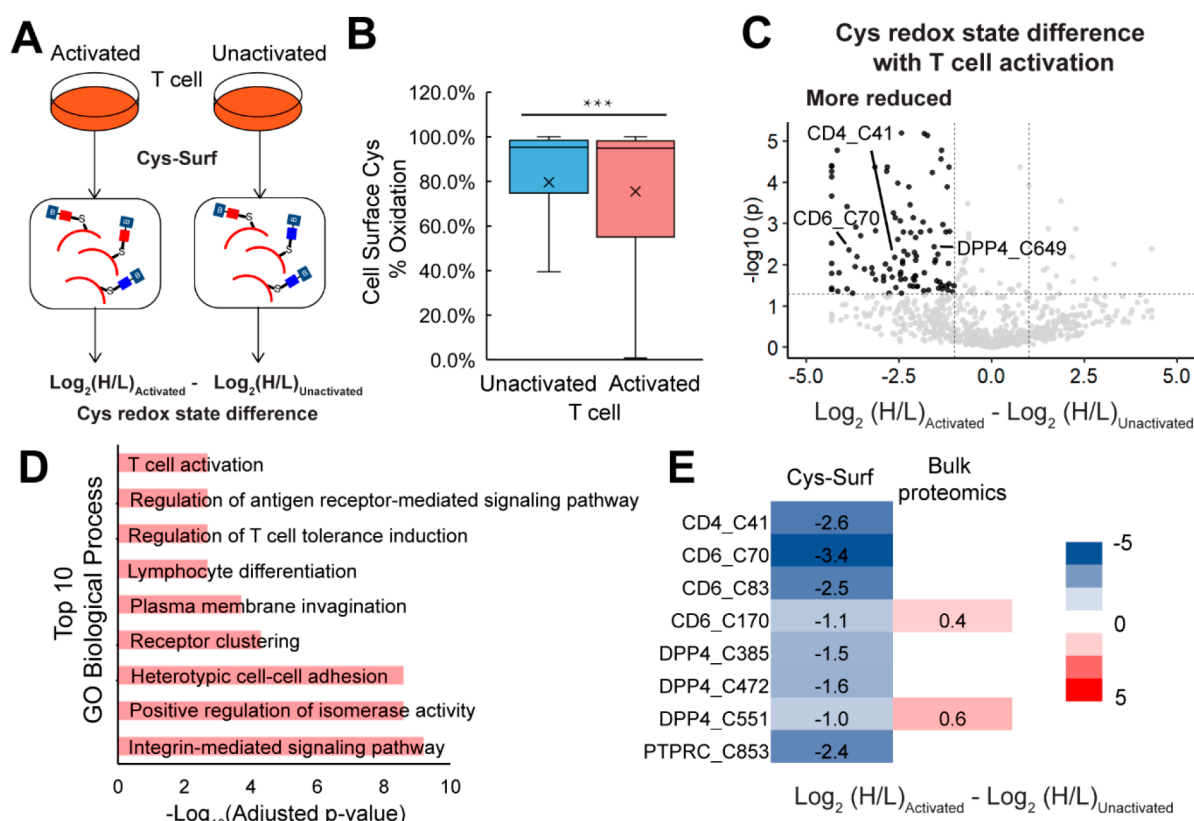 A
Activated
Unactivated
T cell
Cys-Surf
B
S
B
S
S
B
B
S
B
S
S
B
Log2(H/L)Activated - Log2(H/L)Unactivated
Cys redox state difference
B
120.0%
100.0%
80.0%
60.0%
40.0%
20.0%
0.0%
Cell Surface Cys
% Oxidation
***
Unactivated Activated
T cell
C
Cys redox state difference
with T cell activation
More reduced
CD4_C41
CD6_C70
DPP4_C649
-log10 (p)
5
4
3
2
1
0
-5.0 -2.5 0.0 2.5 5.0
Log2 (H/L)Activated - Log2 (H/L)Unactivated
D
Top 10
GO Biological Process
T cell activation
Regulation of antigen receptor-mediated signaling pathway
Regulation of T cell tolerance induction
Lymphocyte differentiation
Plasma membrane invagination
Receptor clustering
Heterotypic cell-cell adhesion
Positive regulation of isomerase activity
Integrin-mediated signaling pathway
0 2 4 6 8 10
-Log10(Adjusted p-value)
E
Cys-Surf
Bulk
proteomics
CD4_C41 -2.6
CD6_C70 -3.4
CD6_C83 -2.5
CD6_C170 -1.1 0.4
DPP4_C385 -1.5
DPP4_C472 -1.6
DPP4_C551 -1.0 0.6
PTPRC_C853 -2.4
-5
0
5
Log2 (H/L)Activated - Log2 (H/L)Unactivated